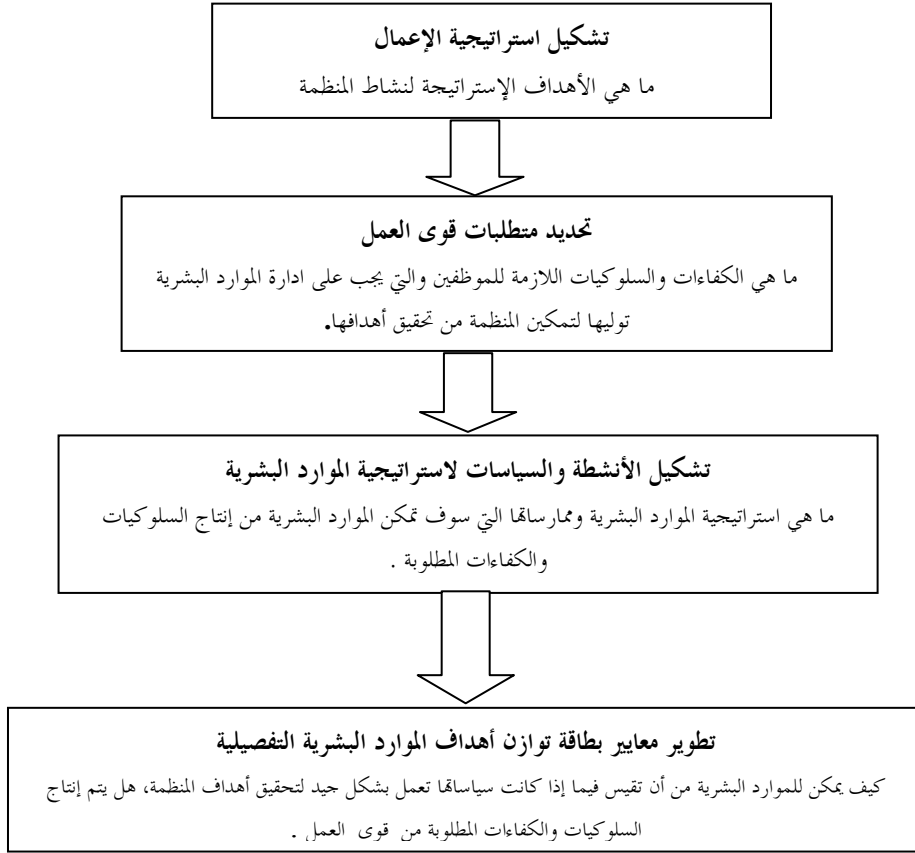 تشكيل استراتيجية الإعمال
ما هي الأهداف الإستراتيجة لنشاط المنظمة
تحديد متطلبات قوى العمل
ما هي الكفاءات والسلوكيات اللازمة للموظفين والتي يجب على ادارة الموارد البشرية
توليها لتمكين المنظمة من تحقيق أهدافها.
تشكيل الأنشطة والسياسات لاستراتيجية الموارد البشرية
ما هي استراتيجية الموارد البشرية وممارساتها التي سوف تمكن الموارد البشرية من إنتاج السلوكيات
والكفاءات المطلوبة .
تطوير معايير بطاقة توازن أهداف الموارد البشرية التفصيلية
كيف يمكن للموارد البشرية من أن تقيس فيما إذا كانت سياساتها تعمل بشكل جيد لتحقيق أهداف المنظمة، هل يتم إنتاج
السلوكيات والكفاءات المطلوبة من قوى العمل .